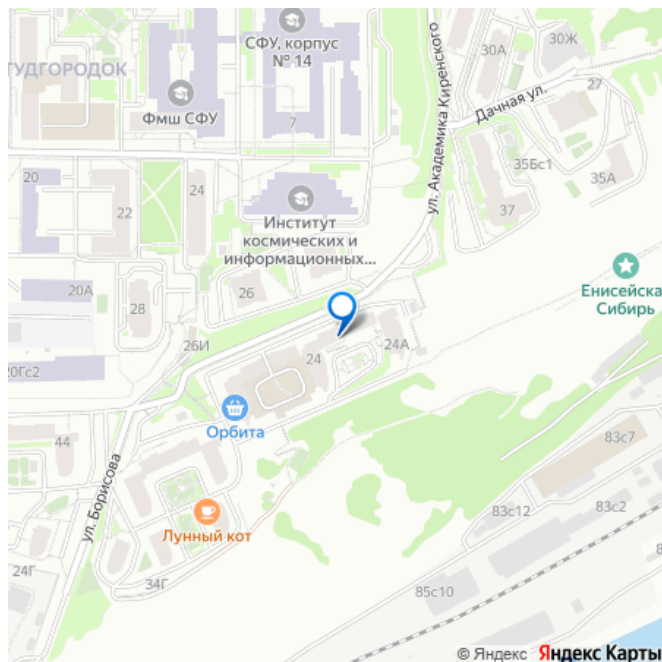 СФУ, корпус
№ 14
30А
30Ж
ТУДГОРОДОК
Фмш СФУ
7
ул. Академика Киренского
Дачная ул.
27
20
24
22
35Бс1
35А
37
Институт
космических и
информационных...
20А
28
26
26И
Енисейска
Сибирь
24
24А
20Гс2
Орбита
44
ул. Борисова
83с7
83с12
83с2
Лунный кот
24Г
34Г
85с10
© Яндекс Яндекс Карты